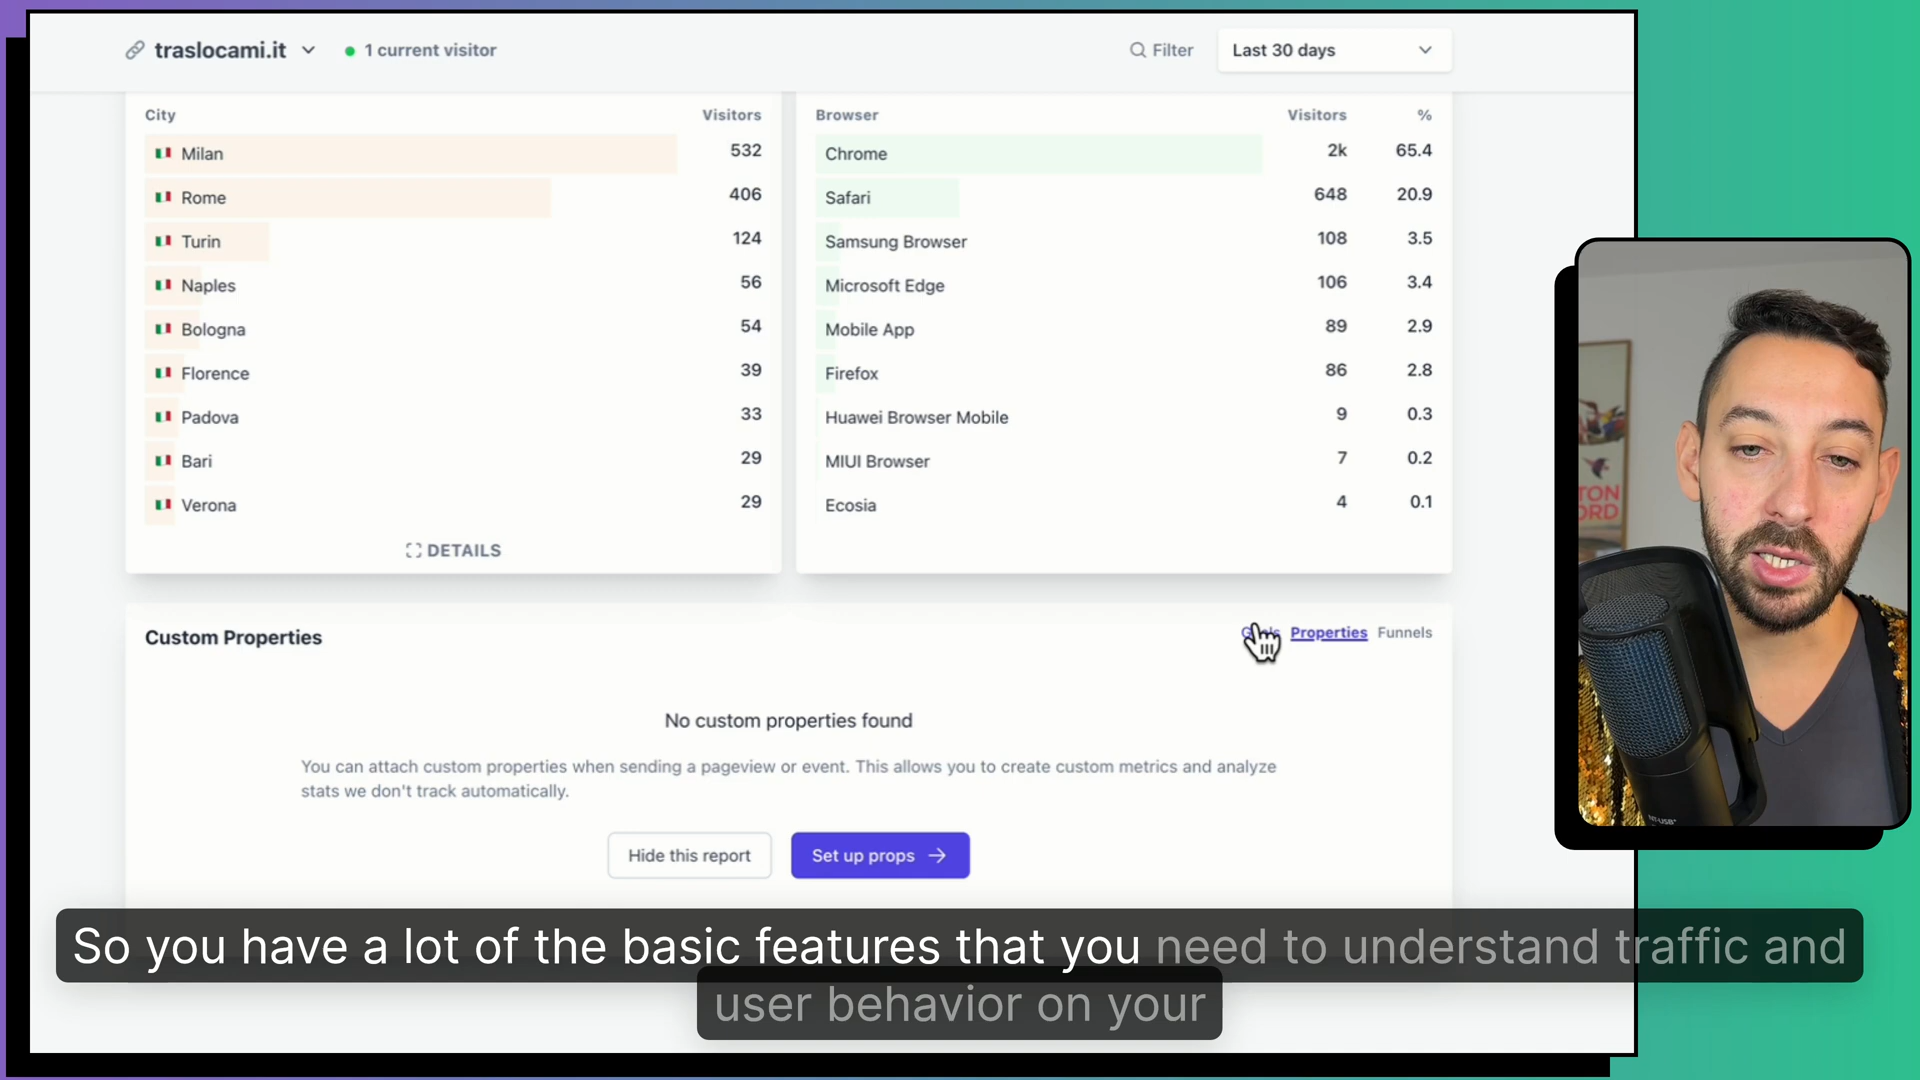 traslocami.it
1 current visitor
Filter
Last 30 days
City Visitors
Milan 532
Rome 406
Turin 124
Naples 56
Bologna 54
Florence 39
Padova 33
Bari 29
Verona 29
DETAILS
Browser Visitors %
Chrome 2k 65.4
Safari 648 20.9
Samsung Browser 108 3.5
Microsoft Edge 106 3.4
Mobile App 89 2.9
Firefox 86 2.8
Huawei Browser Mobile 9 0.3
MIUI Browser 7 0.2
Ecosia 4 0.1
Custom Properties
Properties Funnels
No custom properties found
You can attach custom properties when sending a pageview or event. This allows you to create custom metrics and analyze
stats we don't track automatically.
Hide this report
Set up props
So you have a lot of the basic features that you need to understand traffic and
user behavior on your